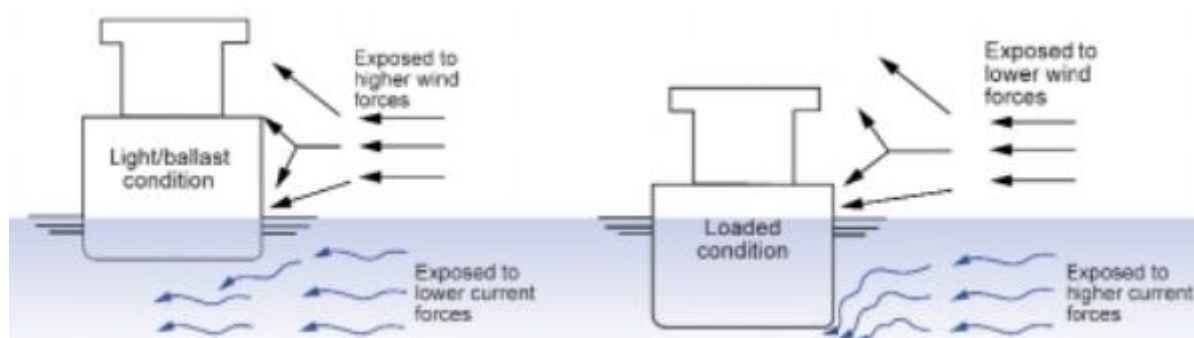 Exposed to
higher wind
forces
Light/ballast
condition
Exposed to
lower current
forces
Exposed to
lower wind
forces
Loaded
condition
Exposed to
higher current
forces